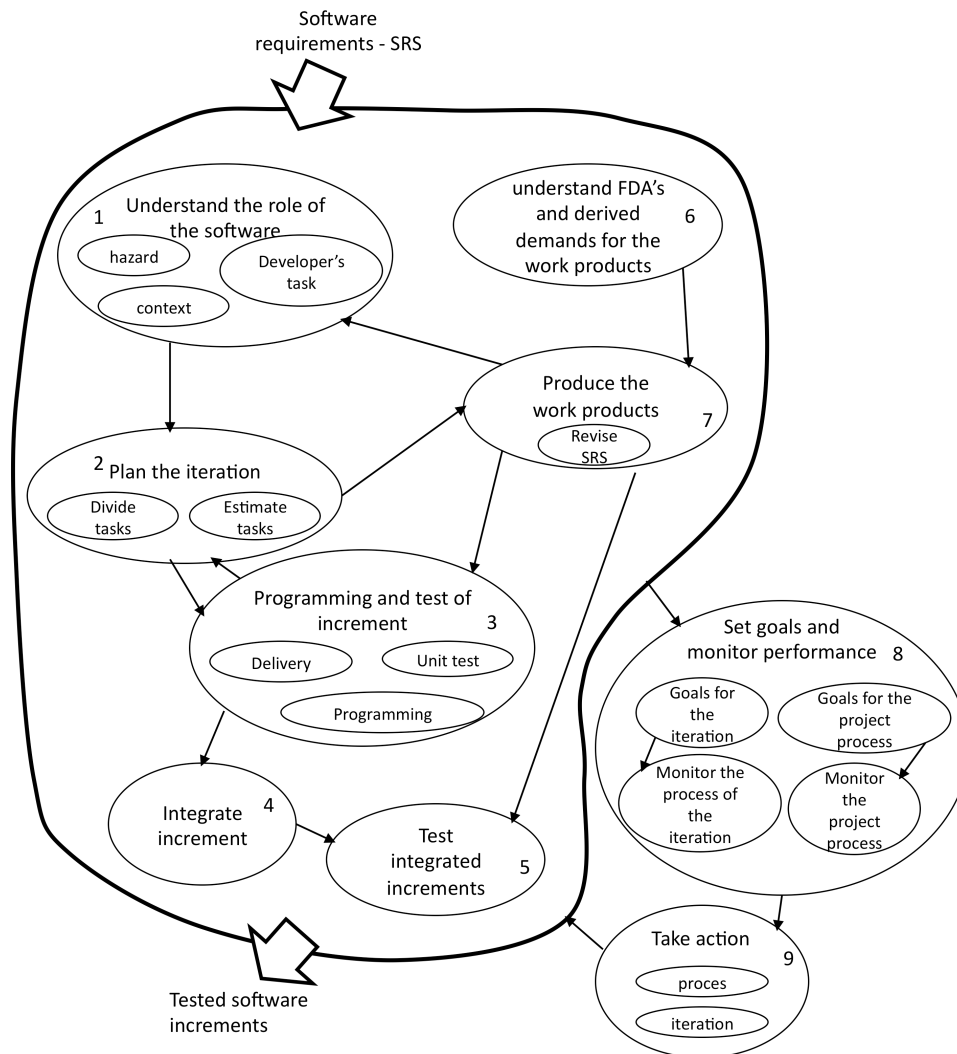 Software
requirements - SRS
1
Understand the role of
the software
hazard
Developer's
task
context
understand FDA's
and derived
demands for the
work products
6
Produce the
work products
7
Revise
SRS
2
Plan the iteration
Divide
tasks
Estimate
tasks
Programming and test of
increment
3
Delivery
Unit test
Programming
Set goals and
monitor performance
8
Goals for
the
iteration
Goals for the
project
process
Monitor the
process of
the
iteration
Monitor
the
project
process
Integrate
increment
4
Test
integrated
increments
5
Take action
9
proces
iteration
Tested software
increments